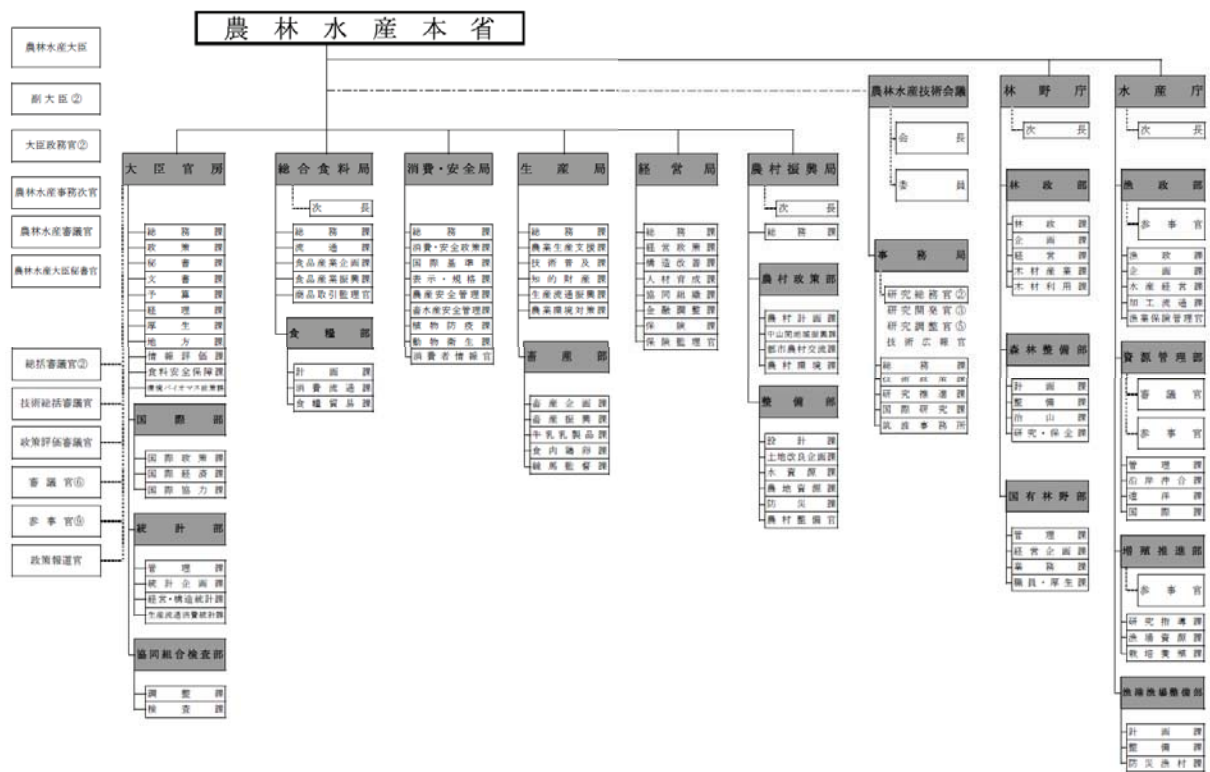 農林水産本省
農林水産大臣
副大臣②
大臣政務官②
農林水産事務次官
農林水産審議官
農林水産大臣秘書官
総括審議官②
技術総括審議官
政策評価審議官
審議官⑥
参事官⑤
政策報道官
大臣官房
総務課
政策課
秘書課
文書課
予算課
経理課
厚生課
地方課
情報評価課
食料安全保障課
環境バイオマス政策課
国際部
国際政策課
国際経済課
国際協力課
統計部
管理課
統計企画課
経営・構造統計課
生産流通消費統計課
協同組合検査部
調整課
検査課
総合食料局
次長
総務課
流通課
食品産業企画課
食品産業振興課
商品取引監理官
食糧部
計画課
消費流通課
食糧貿易課
消費・安全局
総務課
消費・安全政策課
国際基準課
表示・規格課
農産安全管理課
畜水産安全管理課
植物防疫課
動物衛生課
消費者情報官
生産局
総務課
農業生産支援課
技術普及課
知的財産課
生産流通振興課
農業環境対策課
畜産部
畜産企画課
畜産振興課
牛乳乳製品課
食肉鶏卵課
競馬監督課
経営局
総務課
経営政策課
構造改善課
人材育成課
協同組織課
金融調整課
保険課
保険監理官
農村振興局
次長
総務課
農村政策部
農村計画課
中山間地域振興課
都市農村交流課
農村環境課
整備部
設計課
土地改良企画課
水資源課
農地資源課
防災課
農村整備官
農林水産技術会議
会長
委員
事務局
研究総務官②
研究開発官③
研究調整官⑤
技術広報官
総務課
技術政策課
研究推進課
国際研究課
筑波事務所
林野庁
次長
林政部
林政課
企画課
経営課
木材産業課
木材利用課
森林整備部
計画課
整備課
治山課
研究・保全課
国有林野部
管理課
経営企画課
業務課
職員・厚生課
水産庁
次長
漁政部
参事官
漁政課
企画課
水産経営課
加工流通課
漁業保険管理官
資源管理部
審議官
参事官
管理課
沿岸沖合課
遠洋課
国際課
増殖推進部
参事官
研究指導課
漁場資源課
栽培養殖課
漁港漁場整備部
計画課
整備課
防災漁村課